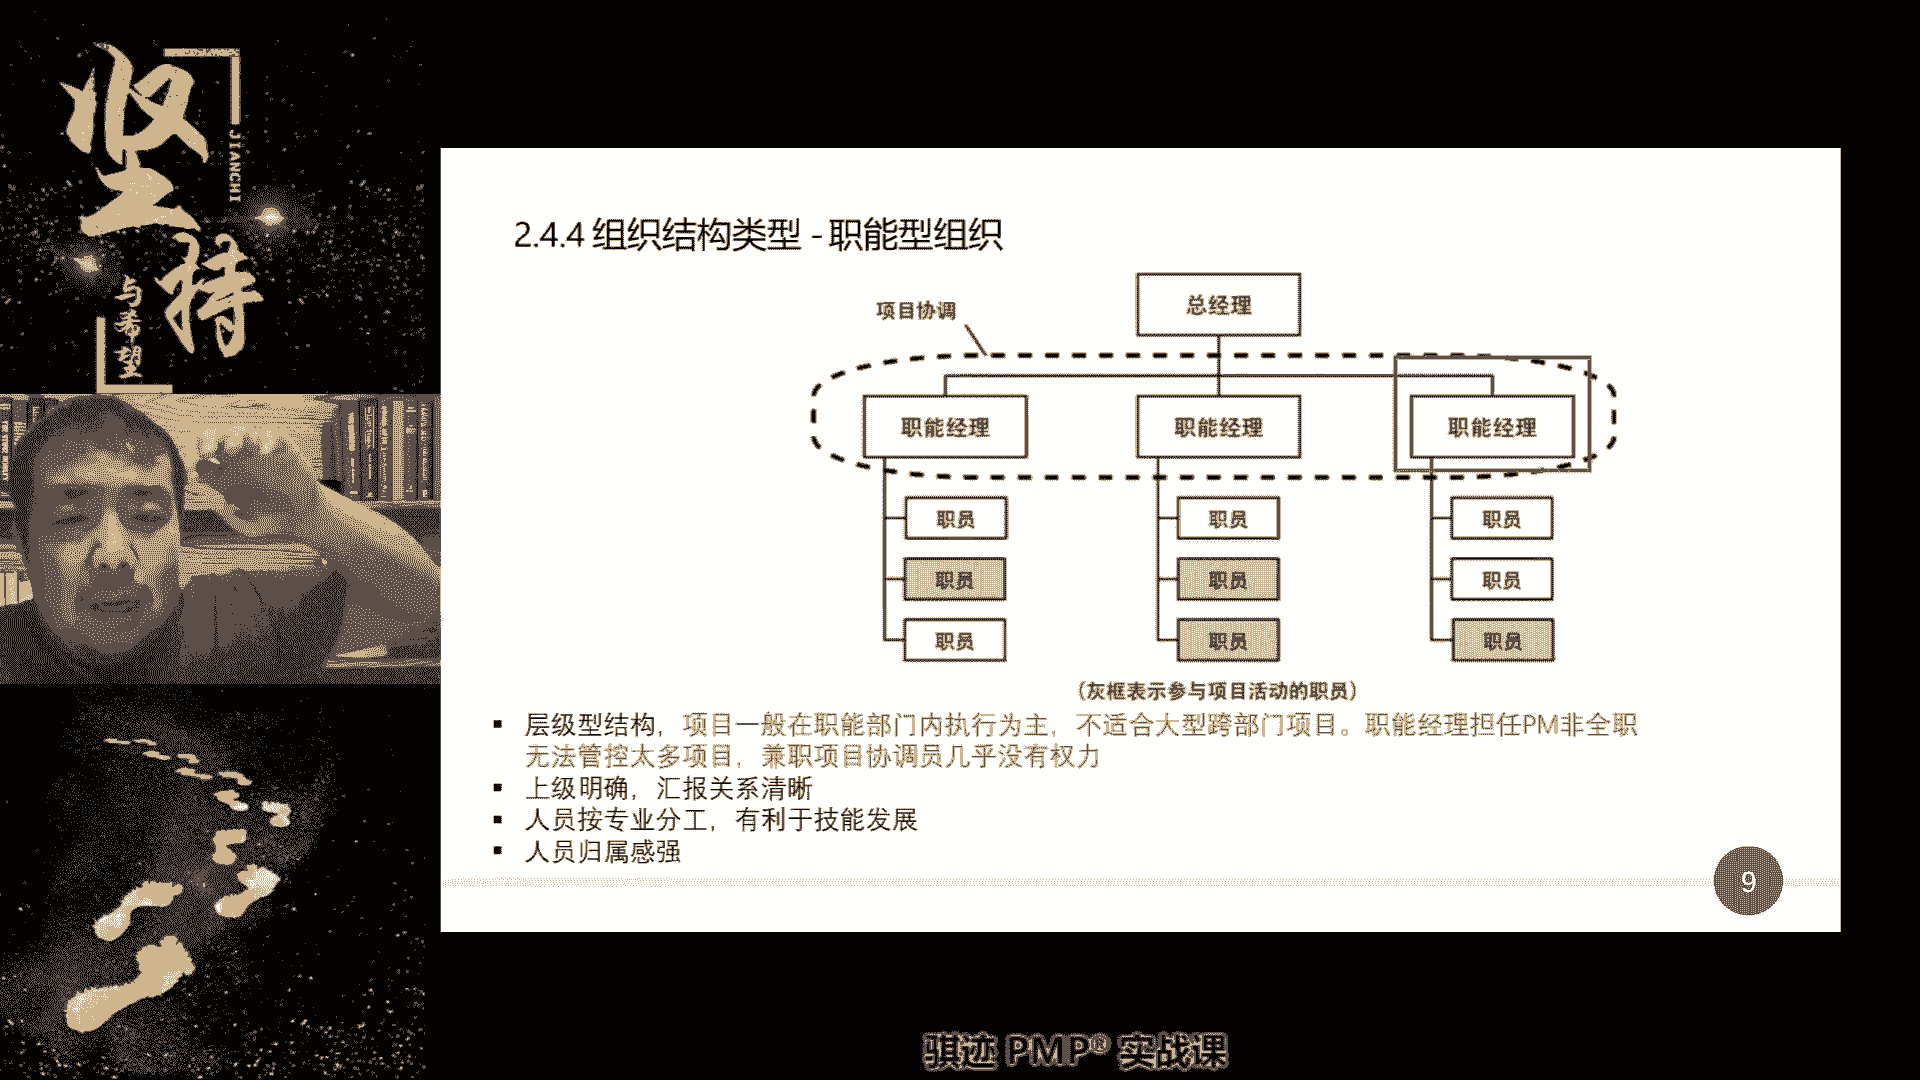 坚
JIANCHI
持
与希望
2.4.4 组织结构类型 - 职能型组织
总经理
项目协调
职能经理 职能经理 职能经理
职员 职员 职员
职员 职员 职员
职员 职员 职员
（灰框表示参与项目活动的职员）
▪ 层级型结构，项目一般在职能部门内执行为主，不适合大型跨部门项目。职能经理担任PM非全职
无法管控太多项目，兼职项目协调员几乎没有权力
▪ 上级明确，汇报关系清晰
▪ 人员按专业分工，有利于技能发展
▪ 人员归属感强
9
骐迹 PMP® 实战课